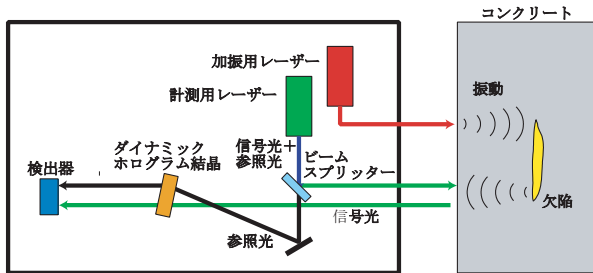 コンクリート
加振用レーザー
計測用レーザー
振動
信号光＋
参照光
ビーム
スプリッター
ダイナミック
ホログラム結晶
検出器
欠陥
信号光
参照光